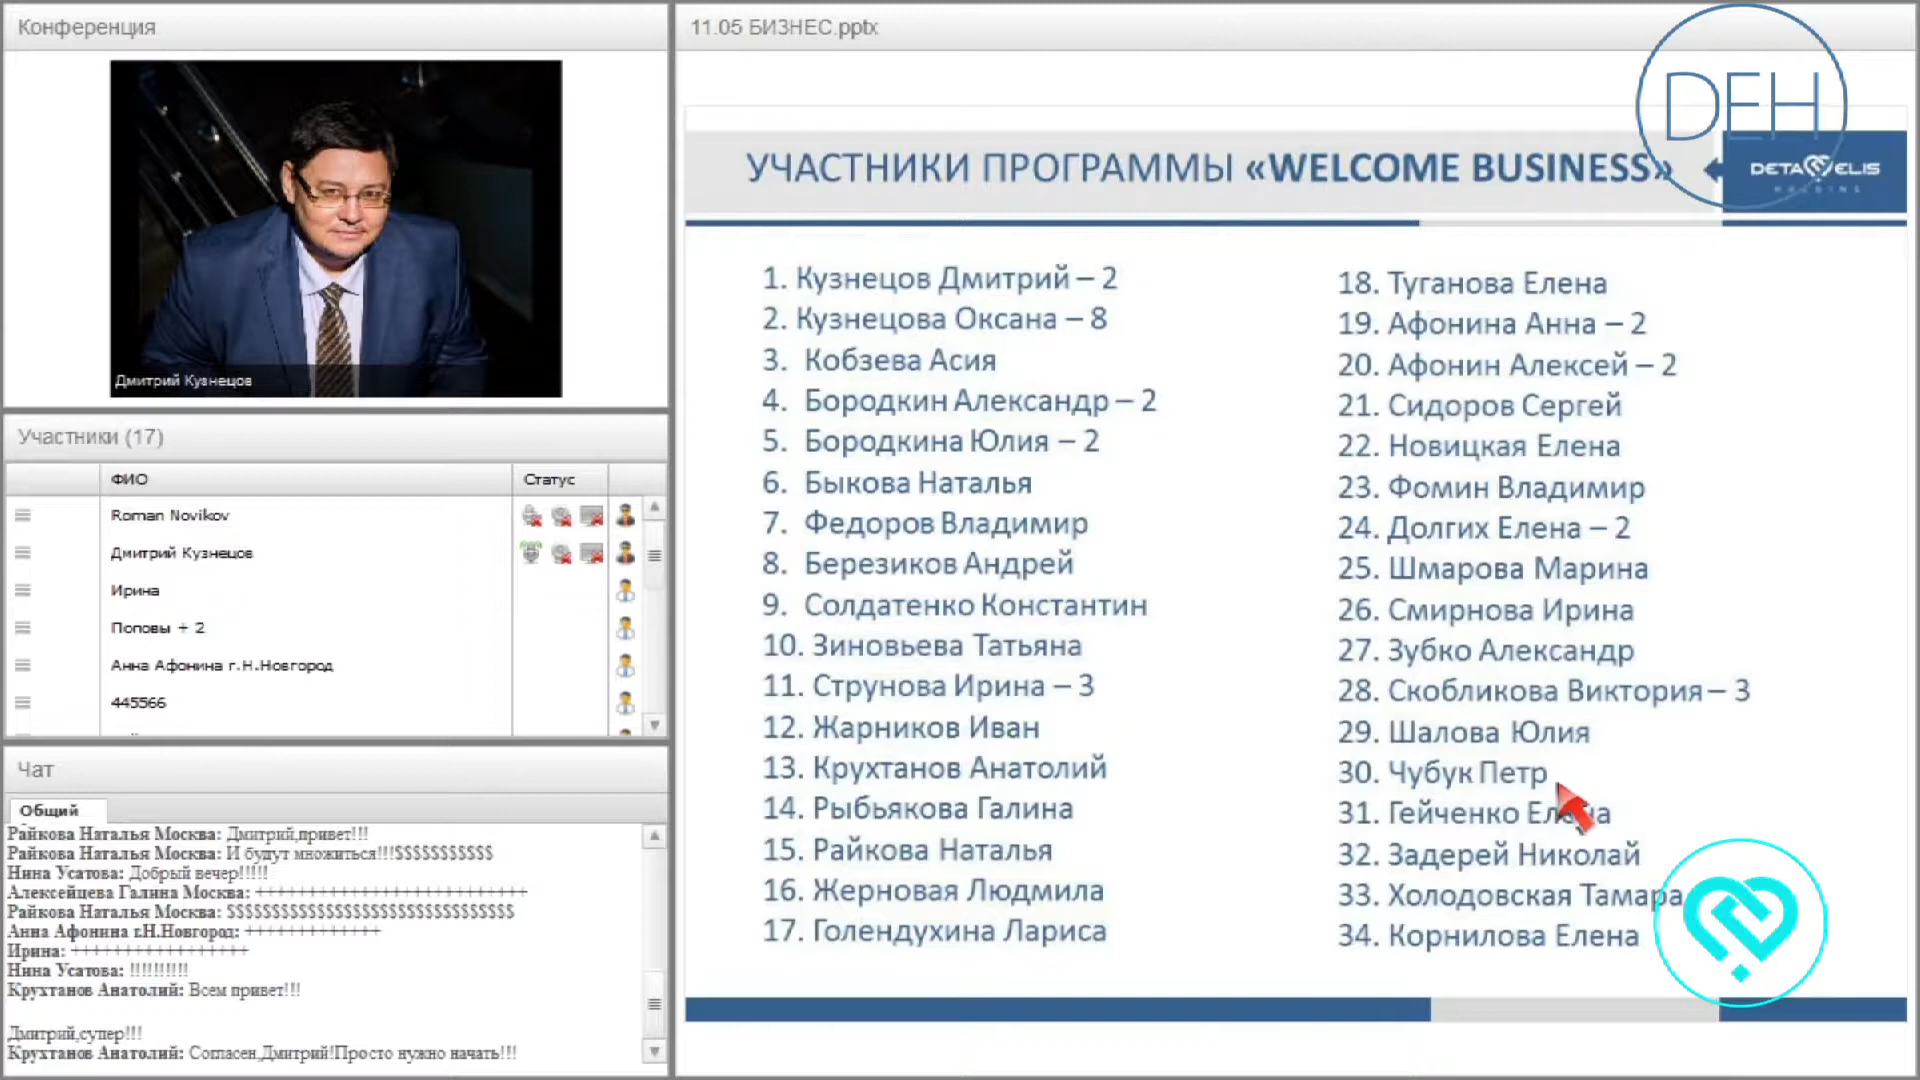 Конференция
Дмитрий Кузнецов
Участники (17)
ФИО
Статус
Roman Novikov
Дмитрий Кузнецов
Ирина
Поповы + 2
Анна Афонина г.Н.Новгород
445566
Чат
Общий
Райкова Наталья Москва: Дмитрий,привет!!!
Райкова Наталья Москва: И будут множиться!!!$$$$$$$$$$$
Нина Усатова: Добрый вечер!!!!!
Алексейцева Галина Москва: ++++++++++++++++++++++++++++
Райкова Наталья Москва: $$$$$$$$$$$$$$$$$$$$$$$$$$$$$$$$
Анна Афонина г.Н.Новгород: ++++++++++++++
Ирина: ++++++++++++++++++
Нина Усатова: !!!!!!!!!!
Крухтанов Анатолий: Всем привет!!!
Дмитрий,супер!!!
Крухтанов Анатолий: Согласен,Дмитрий!Просто нужно начать!!!
11.05 БИЗНЕС.pptx
DEH
УЧАСТНИКИ ПРОГРАММЫ «WELCOME BUSINESS»
DETA ELIS
HOLDING
1. Кузнецов Дмитрий – 2
2. Кузнецова Оксана – 8
3. Кобзева Асия
4. Бородкин Александр – 2
5. Бородкина Юлия – 2
6. Быкова Наталья
7. Федоров Владимир
8. Березиков Андрей
9. Солдатенко Константин
10. Зиновьева Татьяна
11. Струнова Ирина – 3
12. Жарников Иван
13. Крухтанов Анатолий
14. Рыбьякова Галина
15. Райкова Наталья
16. Жерновая Людмила
17. Голендухина Лариса
18. Туганова Елена
19. Афонина Анна – 2
20. Афонин Алексей – 2
21. Сидоров Сергей
22. Новицкая Елена
23. Фомин Владимир
24. Долгих Елена – 2
25. Шмарова Марина
26. Смирнова Ирина
27. Зубко Александр
28. Скобликова Виктория – 3
29. Шалова Юлия
30. Чубук Петр
31. Гейченко Елена
32. Задерей Николай
33. Холодовская Тамара
34. Корнилова Елена